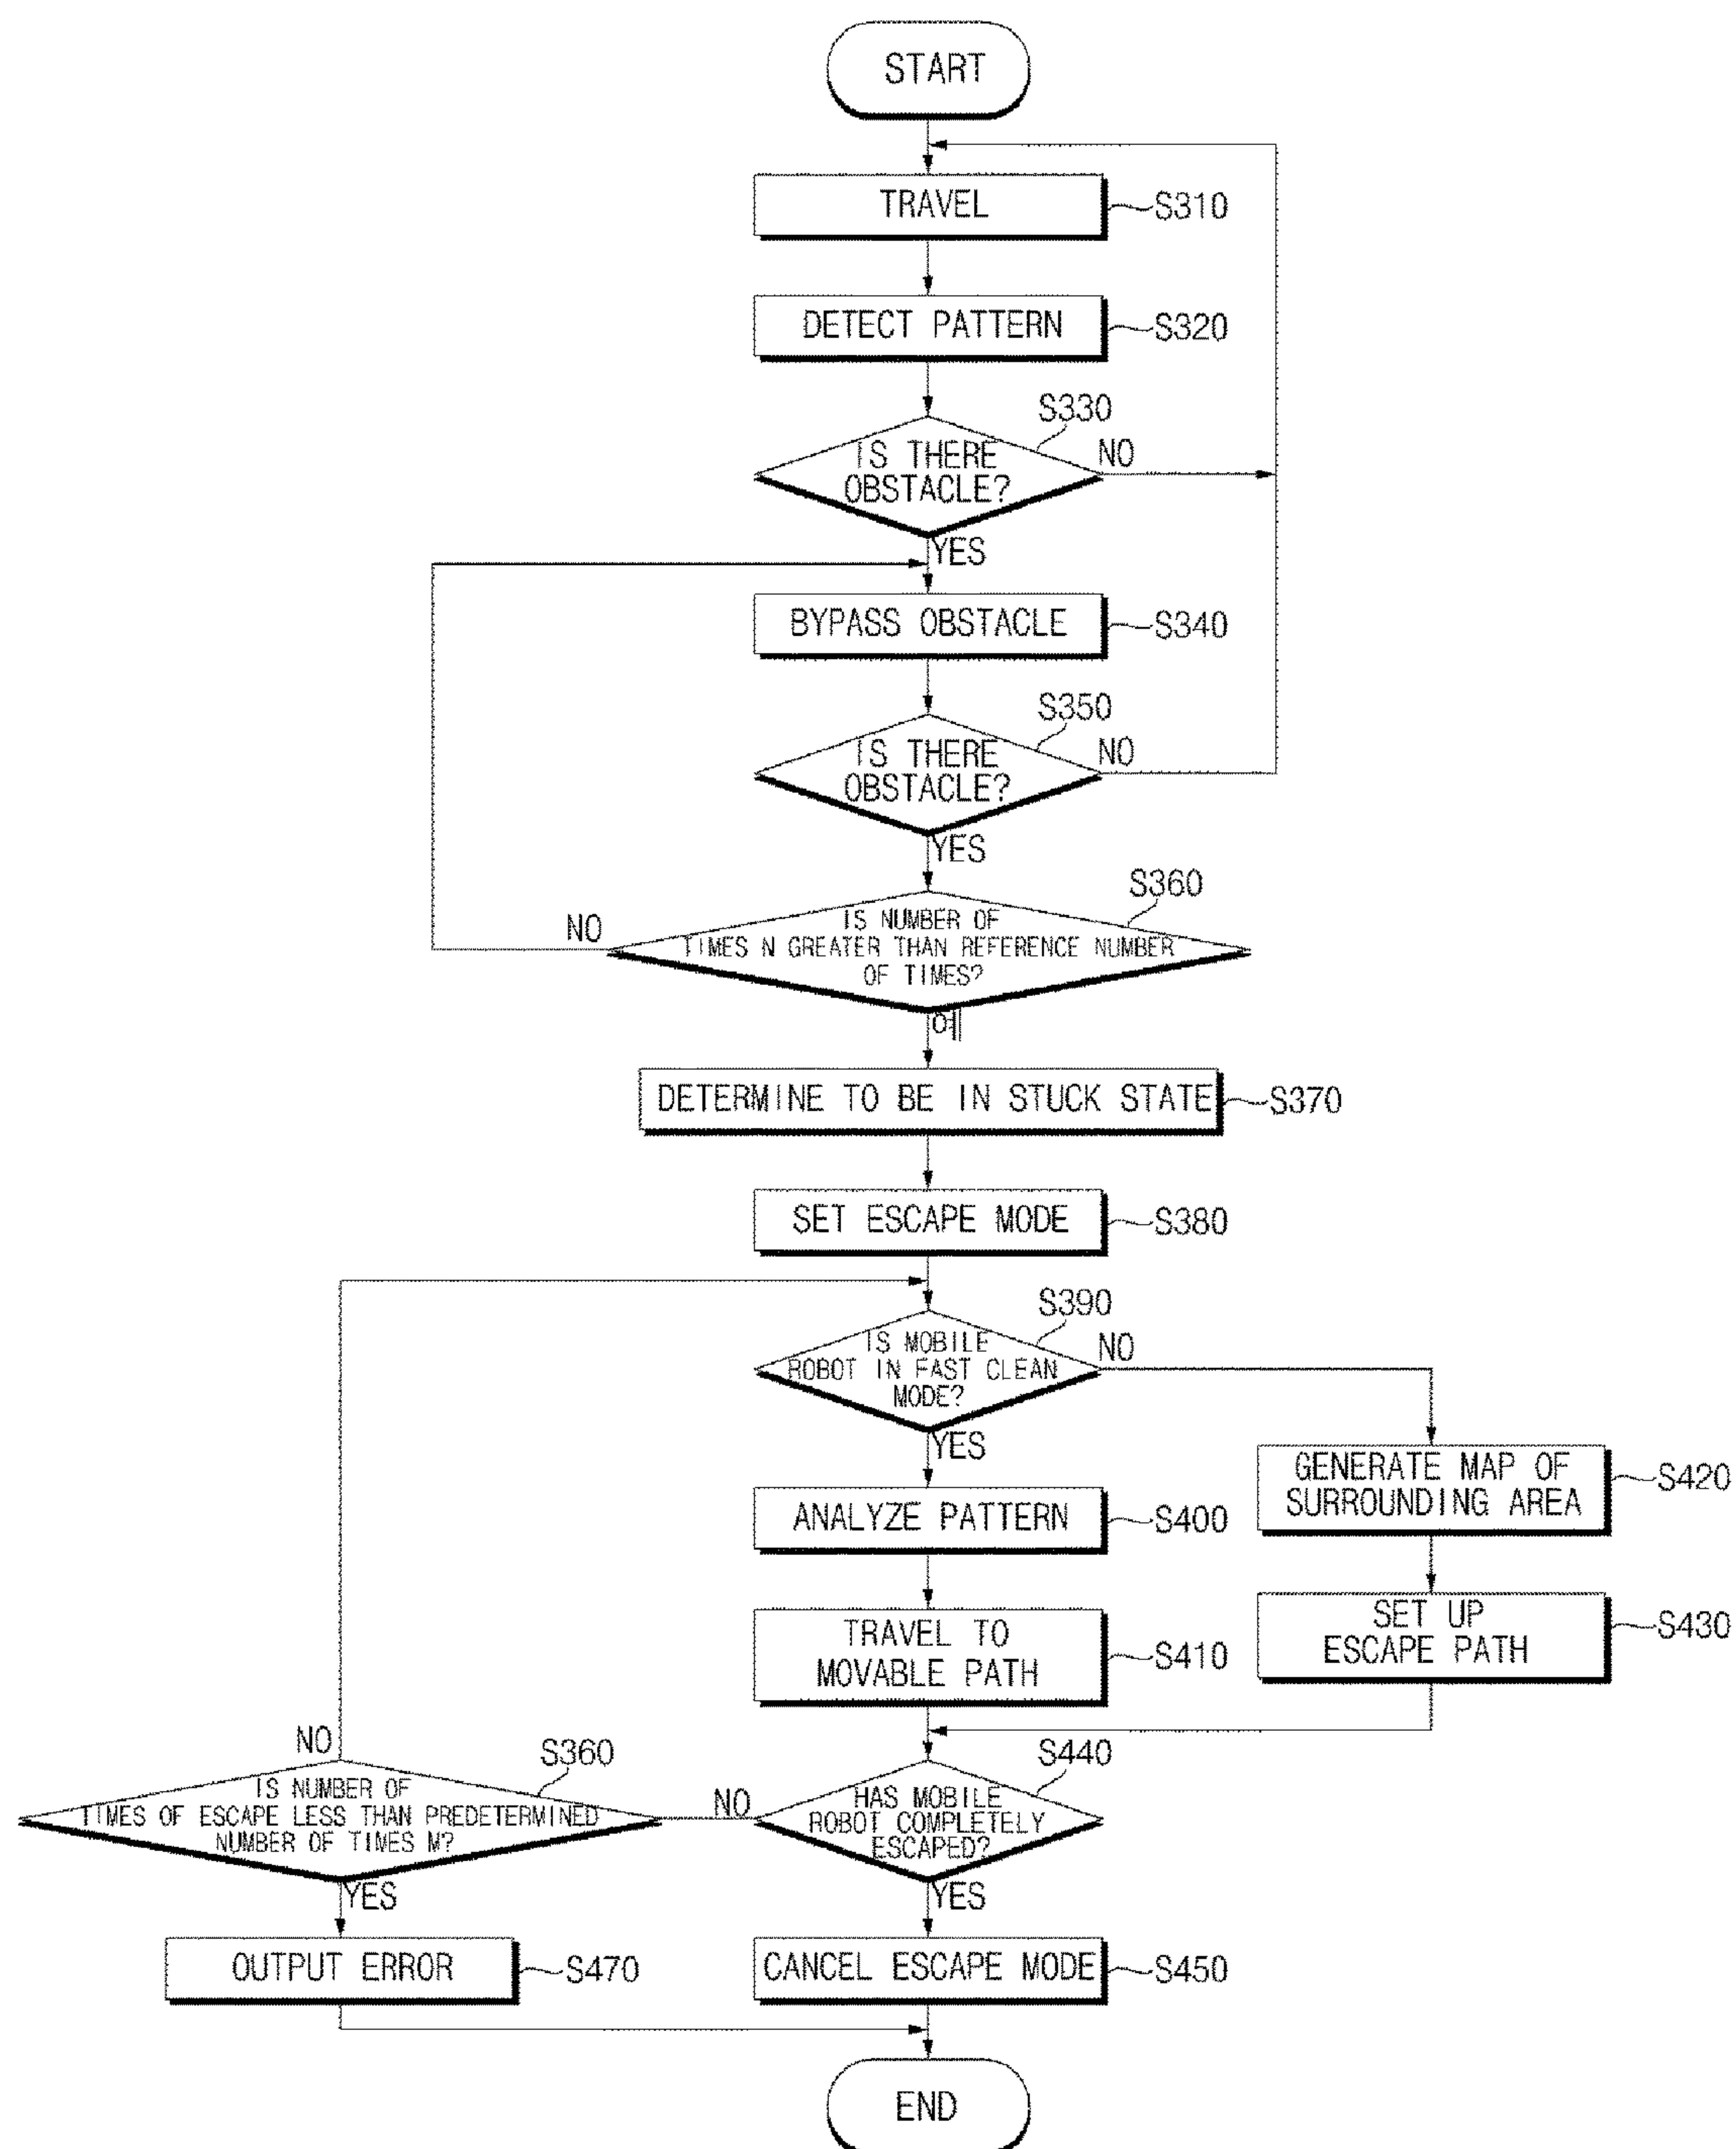 START
TRAVEL
S310
DETECT PATTERN
S320
S330
IS THERE
OBSTACLE?
NO
YES
BYPASS OBSTACLE
S340
S350
IS THERE
OBSTACLE?
NO
YES
S360
IS NUMBER OF
TIMES N GREATER THAN REFERENCE NUMBER
OF TIMES?
NO
예
DETERMINE TO BE IN STUCK STATE
S370
SET ESCAPE MODE
S380
S390
IS MOBILE
ROBOT IN FAST CLEAN
MODE?
NO
YES
GENERATE MAP OF
SURROUNDING AREA
S420
ANALYZE PATTERN
S400
SET UP
ESCAPE PATH
S430
TRAVEL TO
MOVABLE PATH
S410
NO
S360
IS NUMBER OF
TIMES OF ESCAPE LESS THAN PREDETERMINED
NUMBER OF TIMES M?
YES
S440
HAS MOBILE
ROBOT COMPLETELY
ESCAPED?
NO
YES
OUTPUT ERROR
S470
CANCEL ESCAPE MODE
S450
END